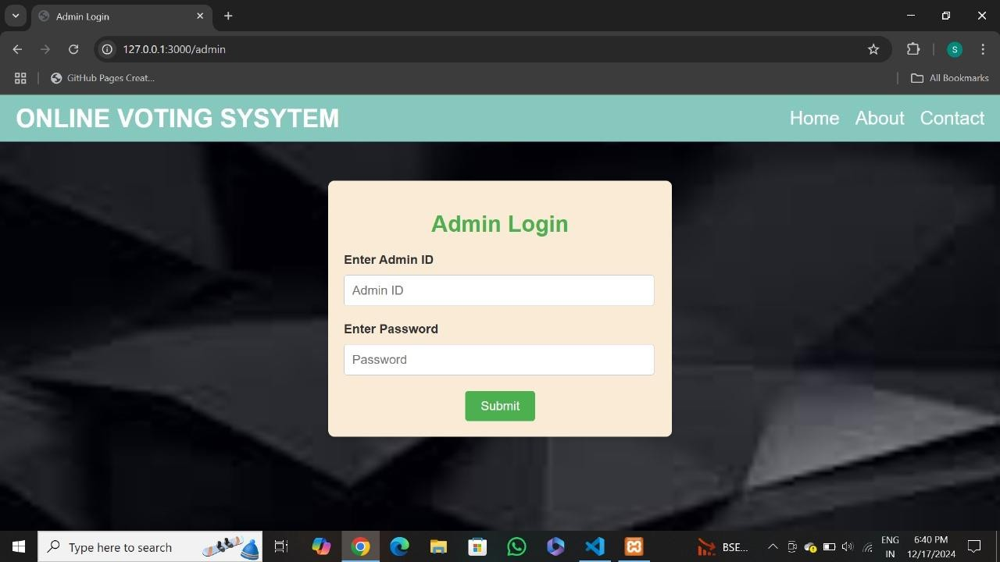 Admin Login
127.0.0.1:3000/admin
S
GitHub Pages Creat...
All Bookmarks
ONLINE VOTING SYSYTEM
Home About Contact
Admin Login
Enter Admin ID
Admin ID
Enter Password
Password
Submit
Type here to search
BSE...
ENG
IN
6:40 PM
12/17/2024